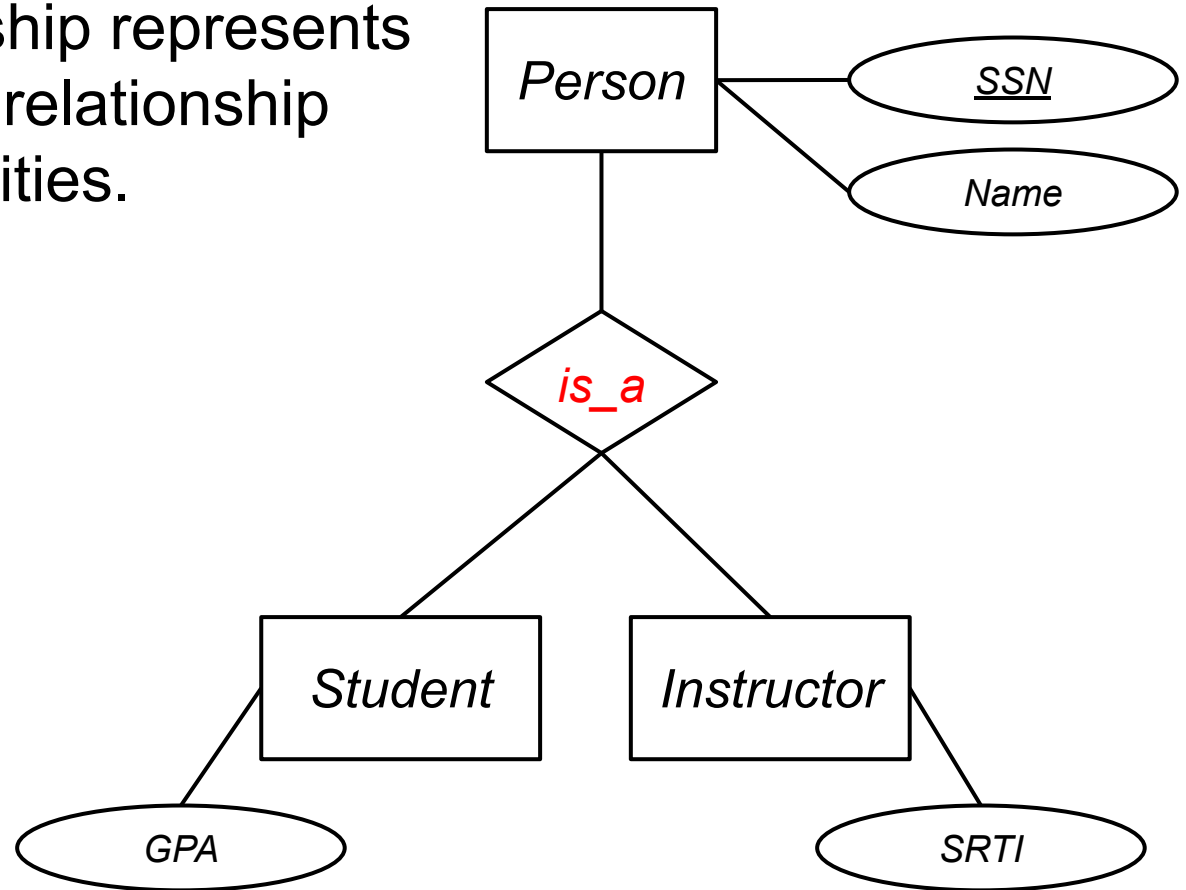 ship represents
relationship
ities.
Person
SSN
Name
is_a
Student
Instructor
GPA
SRTI